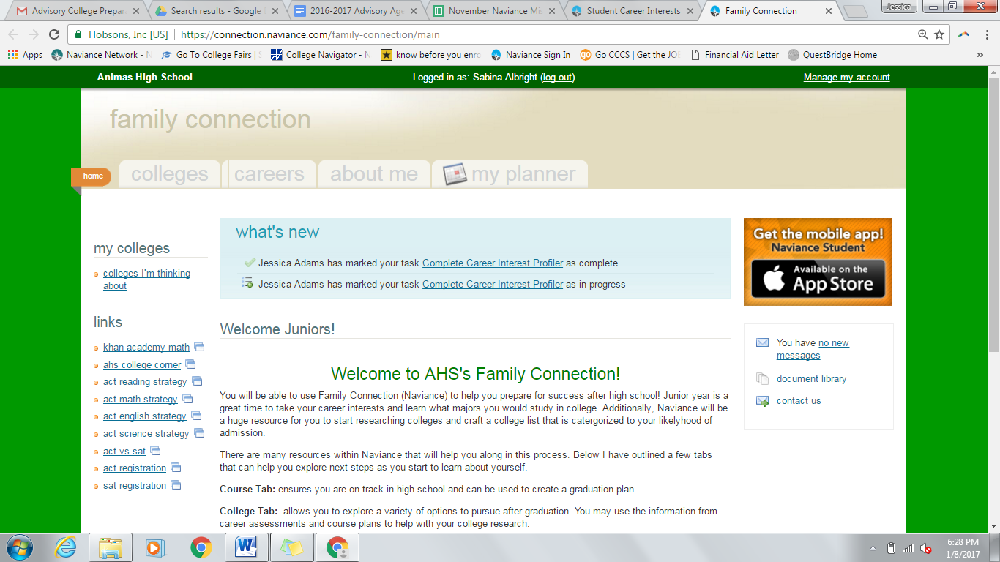 Advisory College Prepar
Search results - Google
2016-2017 Advisory Age
November Naviance Mi
Student Career Interests
Family Connection
Jessica
Hobsons, Inc [US]
https://connection.naviance.com/family-connection/main
Apps
Naviance Network - N
Go To College Fairs | S
College Navigator - N
know before you enro
Naviance Sign In
Go CCCS | Get the JO
Financial Aid Letter
QuestBridge Home
»
Animas High School
Logged in as: Sabina Albright (log out)
Manage my account
family connection
home
colleges
careers
about me
my planner
my colleges
colleges I'm thinking
about
links
khan academy math
ahs college corner
act reading strategy
act math strategy
act english strategy
act science strategy
act vs sat
act registration
sat registration
what's new
Jessica Adams has marked your task Complete Career Interest Profiler as complete
Jessica Adams has marked your task Complete Career Interest Profiler as in progress
Welcome Juniors!
Welcome to AHS's Family Connection!
You will be able to use Family Connection (Naviance) to help you prepare for success after high school! Junior year is a
great time to take your career interests and learn what majors you would study in college. Additionally, Naviance will be
a huge resource for you to start researching colleges and craft a college list that is catergorized to your likelyhood of
admission.
There are many resources within Naviance that will help you along in this process. Below I have outlined a few tabs
that can help you explore next steps as you start to learn about yourself.
Course Tab: ensures you are on track in high school and can be used to create a graduation plan.
College Tab: allows you to explore a variety of options to pursue after graduation. You may use the information from
career assessments and course plans to help with your college research.
Get the mobile app!
Naviance Student
Available on the
App Store
You have no new
messages
document library
contact us
6:28 PM
1/8/2017